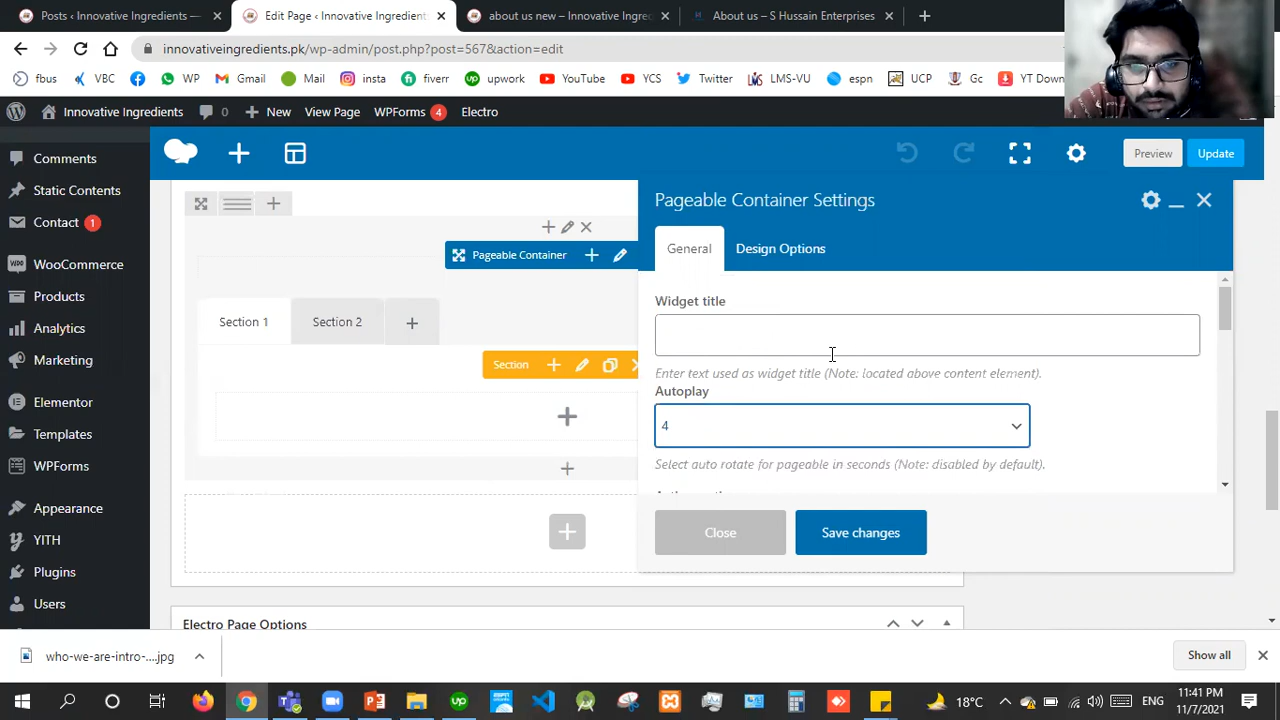 Posts ‹ Innovative Ingredients —
Edit Page ‹ Innovative Ingredient
about us new – Innovative Ingre
About us – S Hussain Enterprises
innovativeingredients.pk/wp-admin/post.php?post=567&action=edit
fbus
VBC
WP
Gmail
Mail
insta
fiverr
upwork
YouTube
YCS
Twitter
LMS-VU
espn
UCP
Gc
YT Down
Innovative Ingredients
0
New
View Page
WPForms 4
Electro
Preview
Update
Comments
Static Contents
Contact 1
WooCommerce
Products
Analytics
Marketing
Elementor
Templates
WPForms
Appearance
YITH
Plugins
Users
Pageable Container
Section 1
Section 2
Section
Electro Page Options
Pageable Container Settings
General
Design Options
Widget title
Enter text used as widget title (Note: located above content element).
Autoplay
4
Select auto rotate for pageable in seconds (Note: disabled by default).
Close
Save changes
who-we-are-intro-....jpg
Show all
18°C
ENG
11:41 PM
11/7/2021